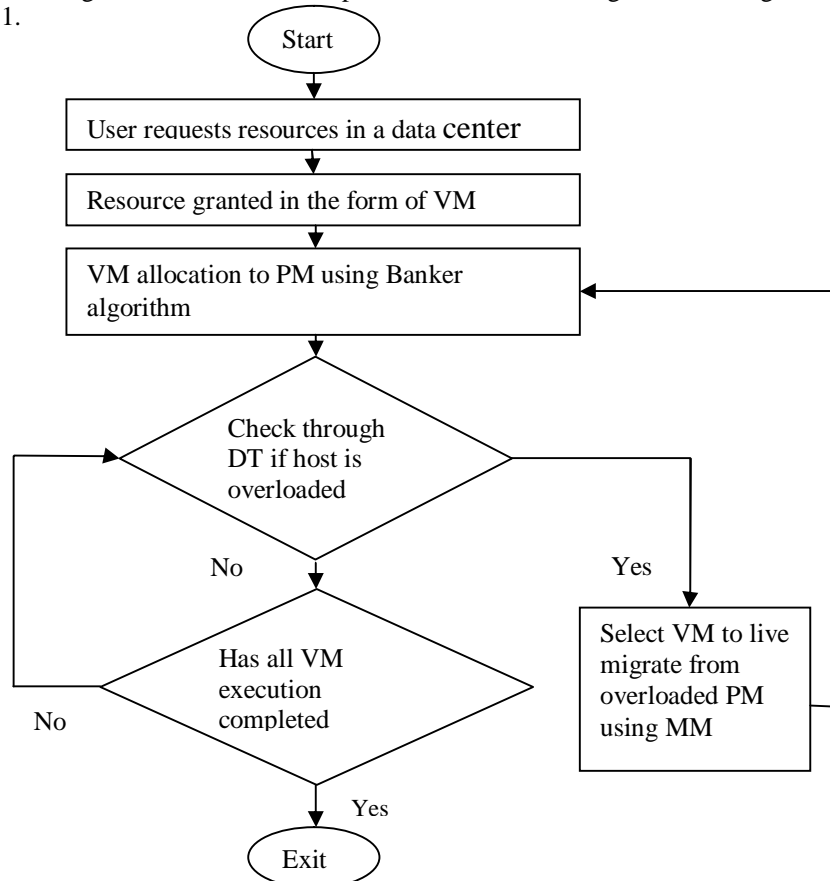 1.
Start
User requests resources in a data center
Resource granted in the form of VM
VM allocation to PM using Banker
algorithm
Check through
DT if host is
overloaded
No
Yes
Select VM to live
migrate from
overloaded PM
using MM
Has all VM
execution
completed
No
Yes
Exit